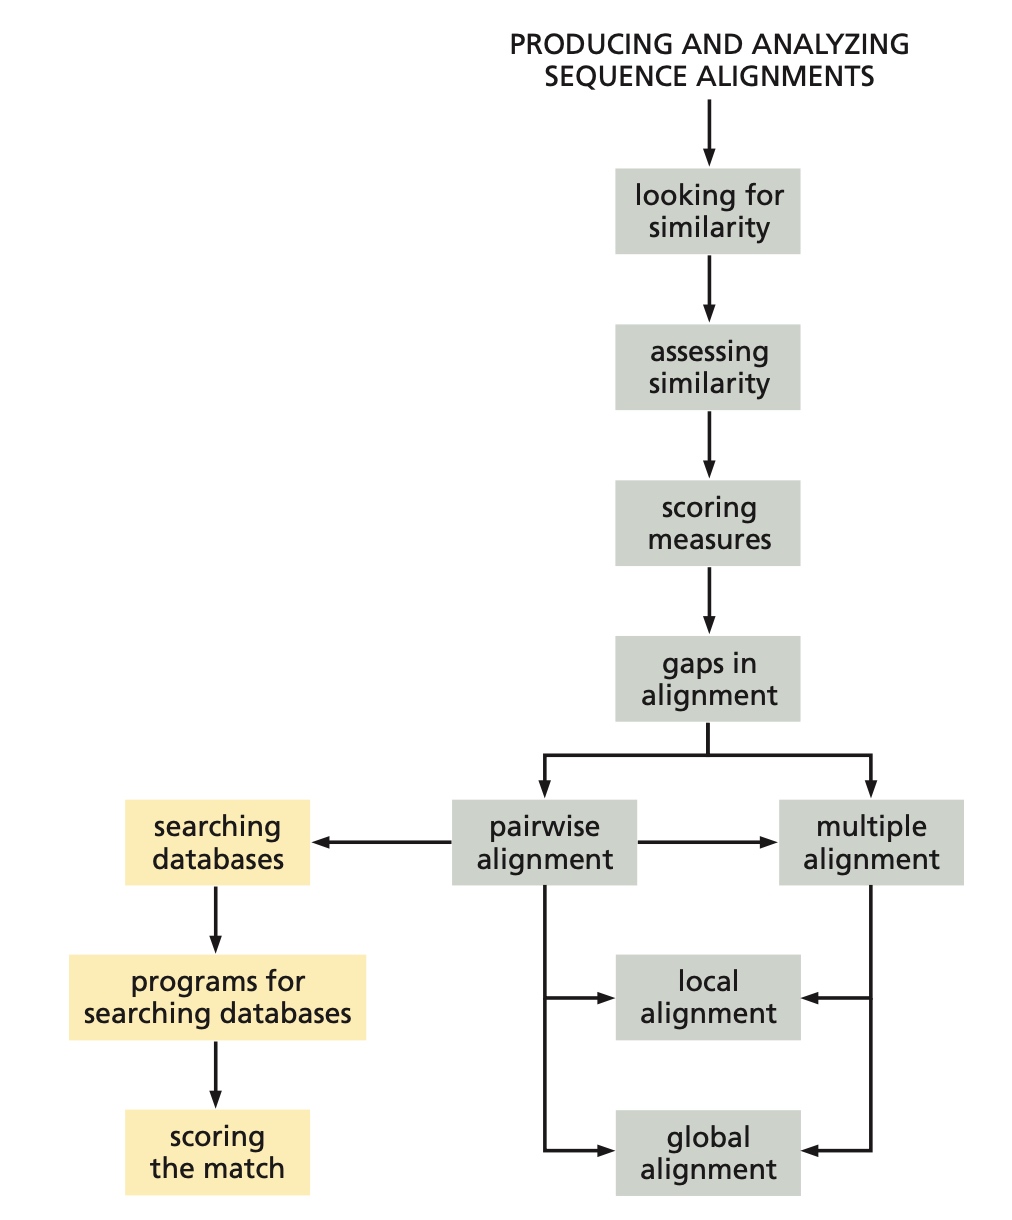 PRODUCING AND ANALYZING
SEQUENCE ALIGNMENTS
looking for
similarity
assessing
similarity
scoring
measures
gaps in
alignment
searching
databases
pairwise
alignment
multiple
alignment
programs for
searching databases
local
alignment
scoring
the match
global
alignment